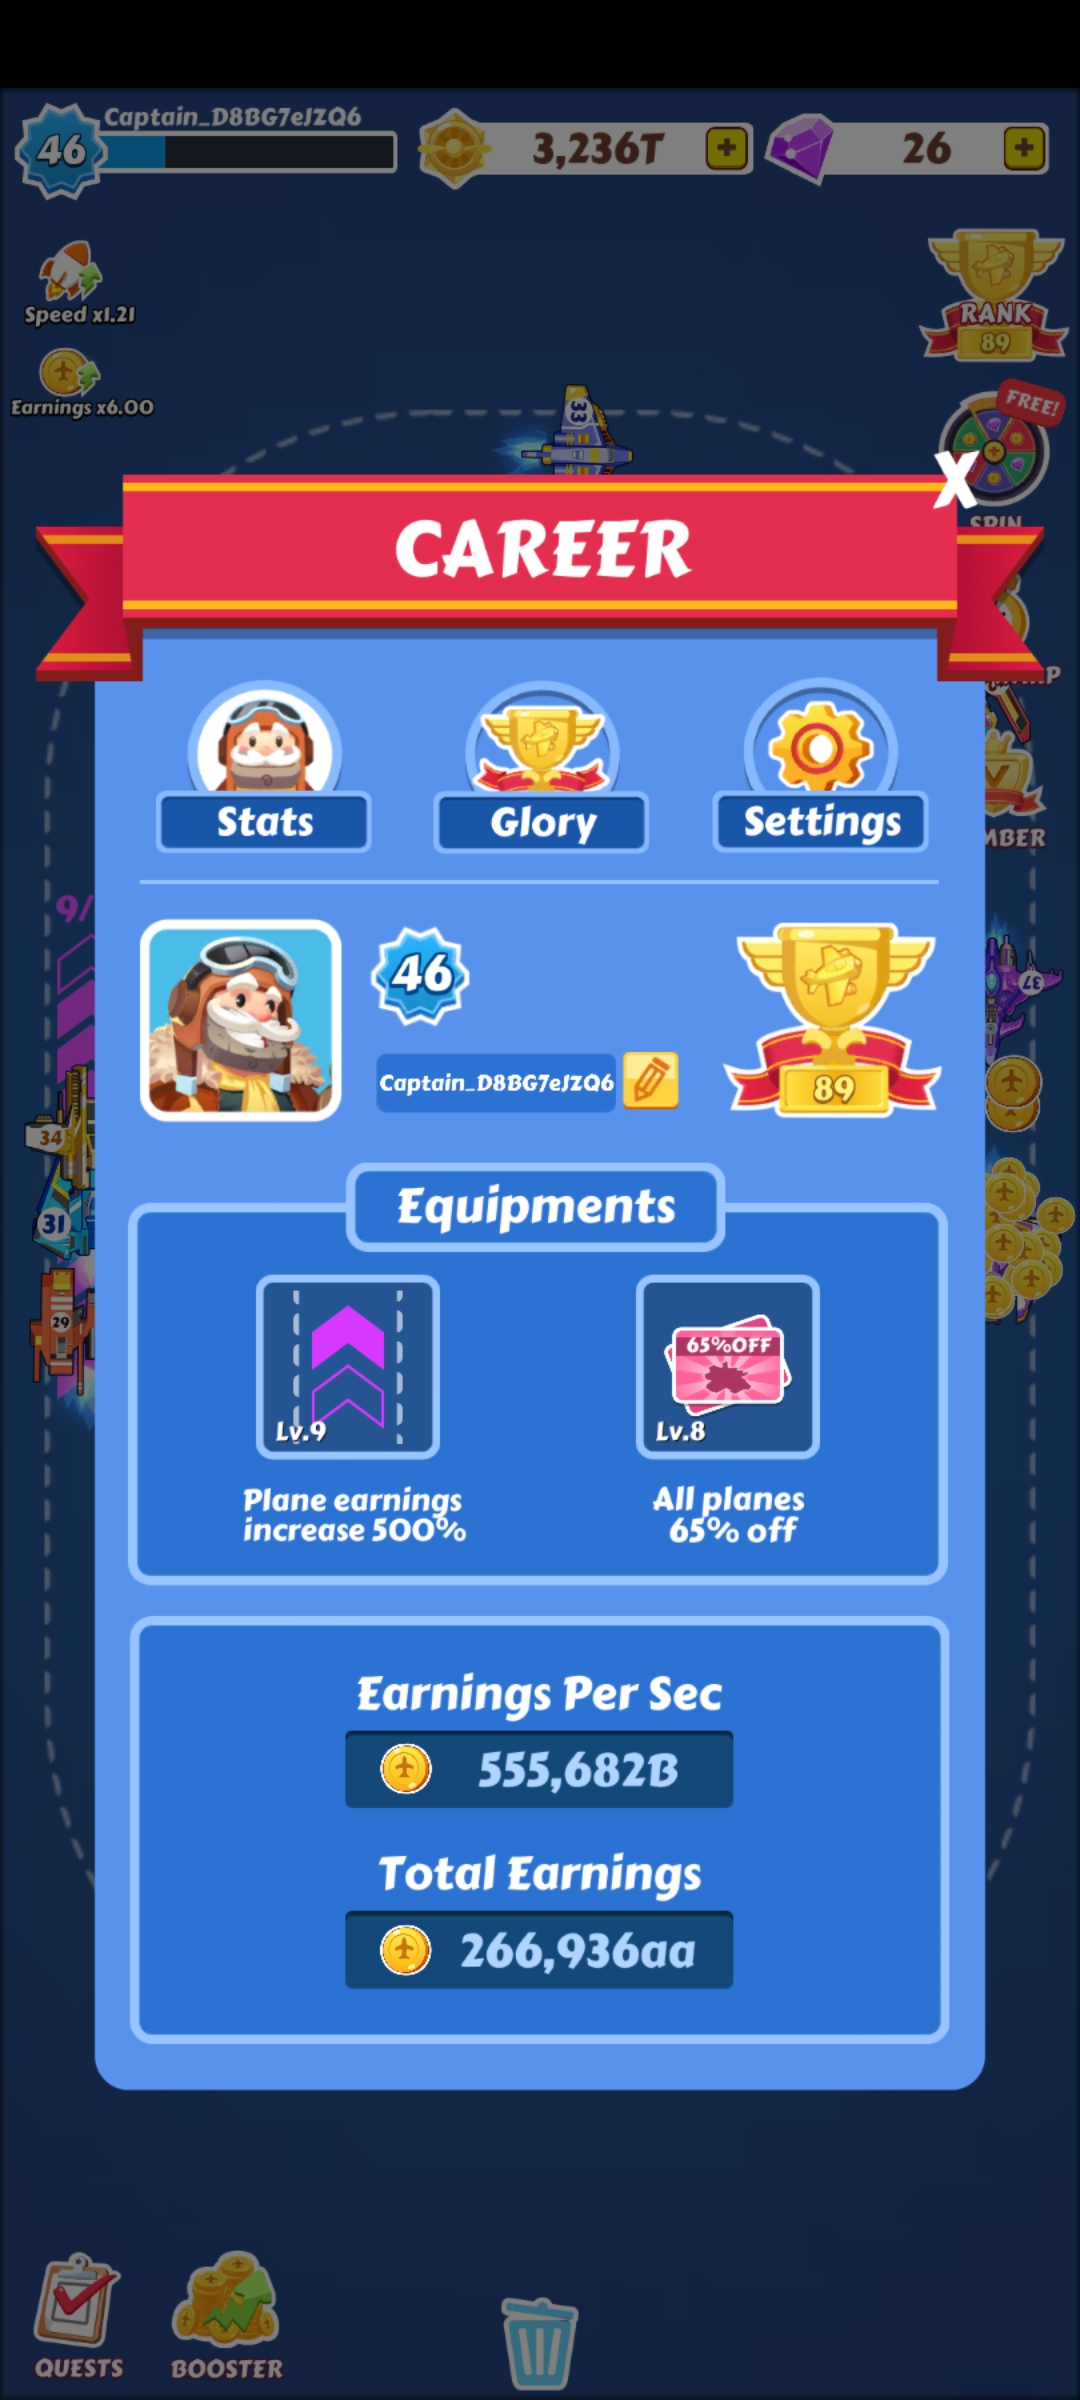 Captain_D8BG7eJZQ6
46
3,236T
26
Speed x1.21
RANK
89
Earnings x6.00
FREE!
33
SPIN
CAREER
X
Stats
Glory
Settings
9/
46
37
Captain_D8BG7eJZQ6
89
34
31
29
Equipments
65%OFF
Lv.9
Lv.8
Plane earnings
increase 500%
All planes
65% off
Earnings Per Sec
555,682B
Total Earnings
266,936aa
QUESTS
BOOSTER